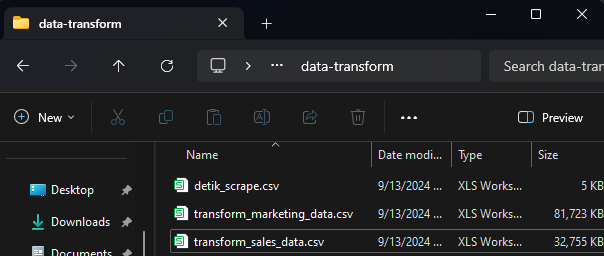 data-transform
data-transform
Search data-tran
New
Preview
Name Date modi... Type Size
Desktop
Downloads
Documents
detik_scrape.csv 9/13/2024 ... XLS Works... 5 KB
transform_marketing_data.csv 9/13/2024 ... XLS Works... 81,723 KB
transform_sales_data.csv 9/13/2024 ... XLS Works... 32,755 KB